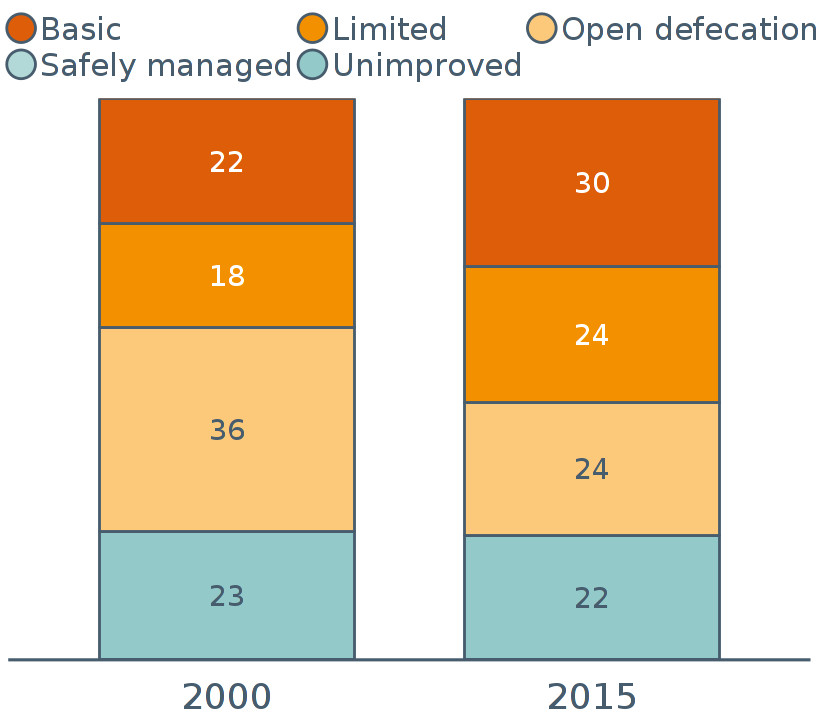 Basic Limited Open defecation
Safely managed Unimproved
22 30
18 24
36 24
23 22
2000 2015